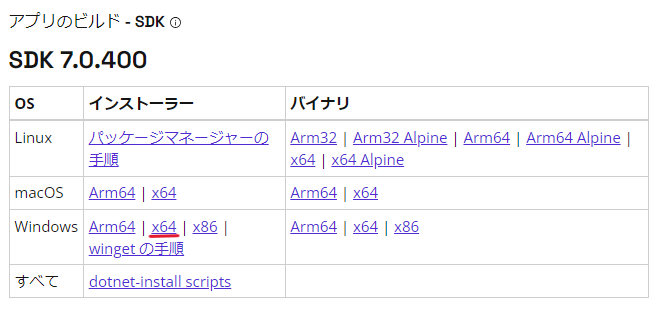 アプリのビルド - SDK
SDK 7.0.400
OS インストーラー バイナリ
Linux パッケージマネージャーの Arm32 | Arm32 Alpine | Arm64 | Arm64 Alpine |
手順 x64 | x64 Alpine
macOS Arm64 | x64 Arm64 | x64
Windows Arm64 | x64 | x86 | Arm64 | x64 | x86
winget の手順
すべて dotnet-install scripts